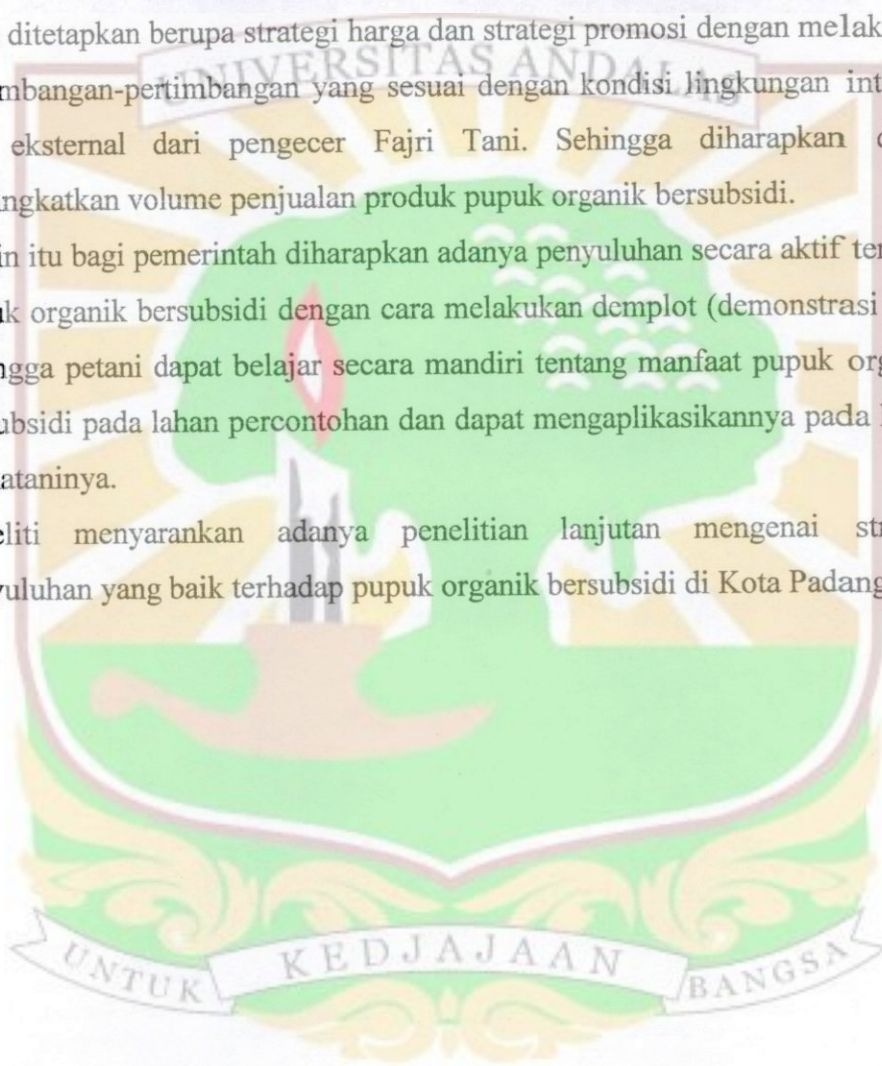 ditetapkan berupa strategi harga dan strategi promosi dengan melak
mbangan-pertimbangan yang sesuai dengan kondisi lingkungan int
eksternal dari pengecer Fajri Tani. Sehingga diharapkan
ngkatkan volume penjualan produk pupuk organik bersubsidi.
in itu bagi pemerintah diharapkan adanya penyuluhan secara aktif ter
k organik bersubsidi dengan cara melakukan demplot (demonstrasi
ngga petani dapat belajar secara mandiri tentang manfaat pupuk org
ubsidi pada lahan percontohan dan dapat mengaplikasikannya pada
ataninya.
eliti menyarankan adanya penelitian lanjutan mengenai str
yuluhan yang baik terhadap pupuk organik bersubsidi di Kota Padang
UNIVERSITAS ANDALAS
UNTUK KEDJAJAAN BANGSA